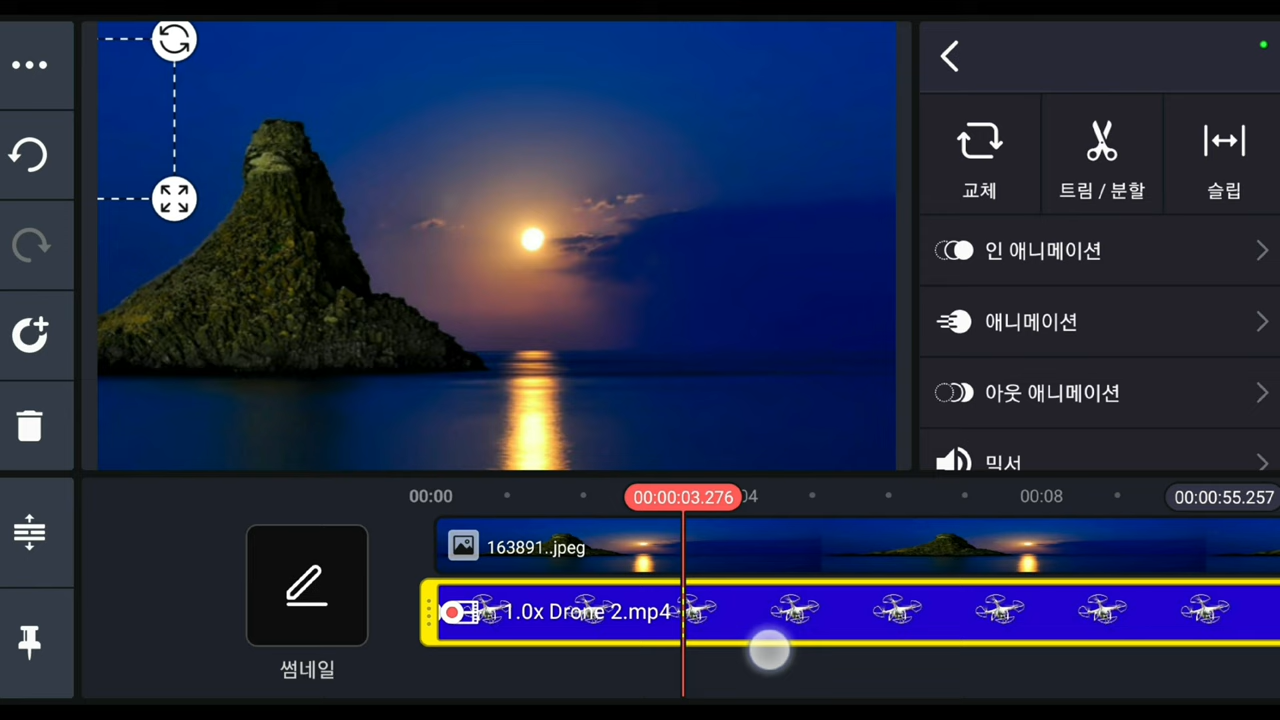 교체
트림 / 분할
슬립
인 애니메이션
애니메이션
아웃 애니메이션
믹서
00:00
00:00:03.276
04
00:08
00:00:55.257
163891..jpeg
1.0x Drone 2.mp4
썸네일